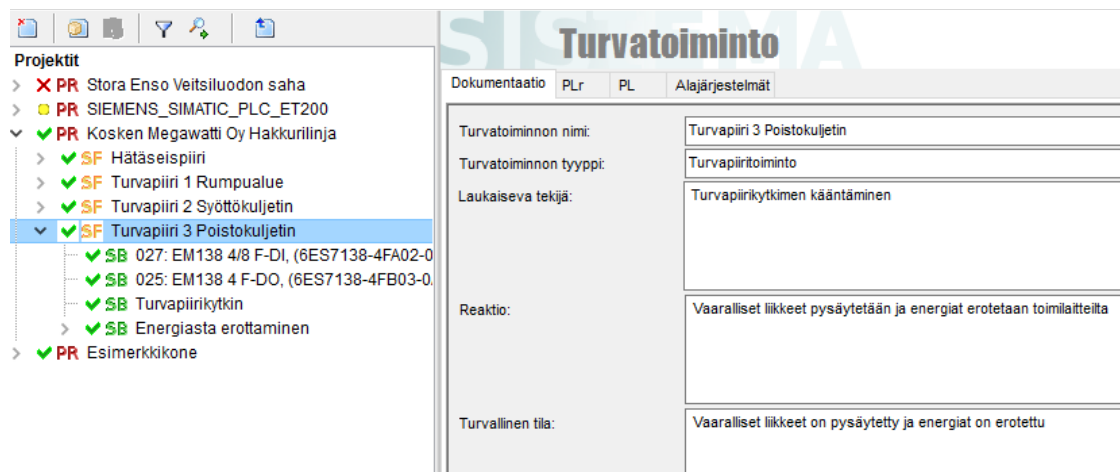 SISTEMA
Turvatoiminto
Projektit
PR Stora Enso Veitsiluodon saha
PR SIEMENS_SIMATIC_PLC_ET200
PR Kosken Megawatti Oy Hakkurilinja
SF Hätäseispiiri
SF Turvapiiri 1 Rumpualue
SF Turvapiiri 2 Syöttökuljetin
SF Turvapiiri 3 Poistokuljetin
SB 027: EM138 4/8 F-DI, (6ES7138-4FA02-0
SB 025: EM138 4 F-DO, (6ES7138-4FB03-0.
SB Turvapiirikytkin
SB Energiasta erottaminen
PR Esimerkkikone
Dokumentaatio PLr PL Alajärjestelmät
Turvatoiminnon nimi: Turvapiiri 3 Poistokuljetin
Turvatoiminnon tyyppi: Turvapiiritoiminto
Laukaiseva tekijä: Turvapiirikytkimen kääntäminen
Reaktio: Vaaralliset liikkeet pysäytetään ja energiat erotetaan toimilaitteilta
Turvallinen tila: Vaaralliset liikkeet on pysäytetty ja energiat on erotettu